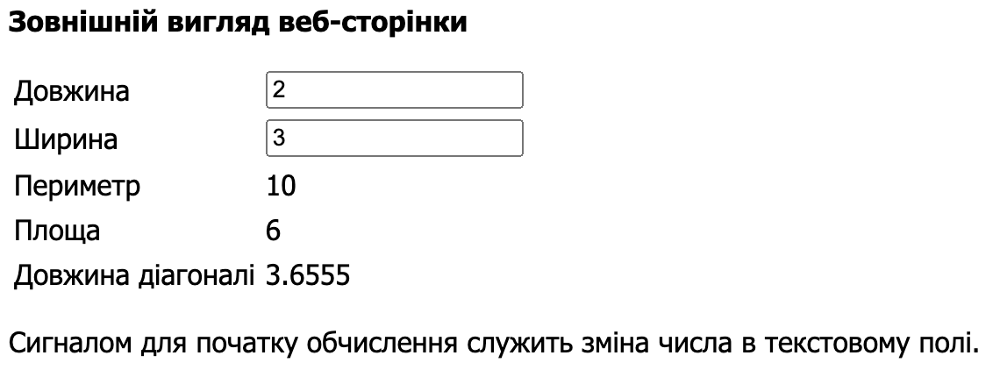 Зовнішній вигляд веб-сторінки
Довжина 2
Ширина 3
Периметр 10
Площа 6
Довжина діагоналі 3.6555
Сигналом для початку обчислення служить зміна числа в текстовому полі.